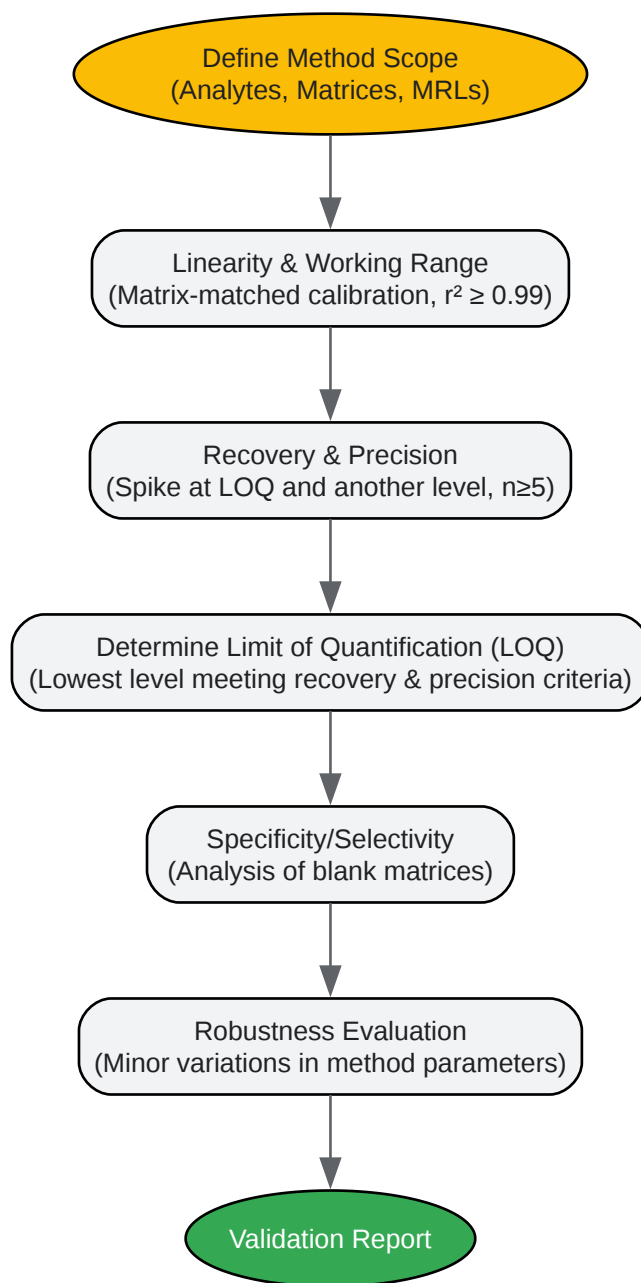 Define Method Scope
(Analytes, Matrices, MRLs)
Linearity & Working Range
(Matrix-matched calibration, r² ≥ 0.99)
Recovery & Precision
(Spike at LOQ and another level, n≥5)
Determine Limit of Quantification (LOQ)
(Lowest level meeting recovery & precision criteria)
Specificity/Selectivity
(Analysis of blank matrices)
Robustness Evaluation
(Minor variations in method parameters)
Validation Report